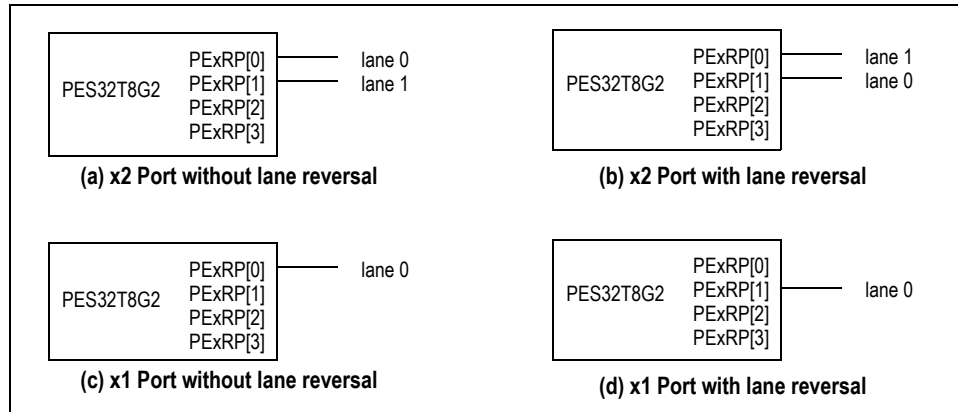 PES32T8G2
PExRP[0] lane 0
PExRP[1] lane 1
PExRP[2]
PExRP[3]
(a) x2 Port without lane reversal
PES32T8G2
PExRP[0] lane 1
PExRP[1] lane 0
PExRP[2]
PExRP[3]
(b) x2 Port with lane reversal
PES32T8G2
PExRP[0] lane 0
PExRP[1]
PExRP[2]
PExRP[3]
(c) x1 Port without lane reversal
PES32T8G2
PExRP[0]
PExRP[1] lane 0
PExRP[2]
PExRP[3]
(d) x1 Port with lane reversal